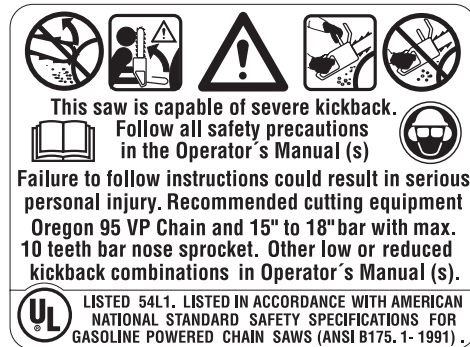 This saw is capable of severe kickback.
Follow all safety precautions
in the Operator´s Manual (s)
Failure to follow instructions could result in serious
personal injury. Recommended cutting equipment
Oregon 95 VP Chain and 15" to 18" bar with max.
10 teeth bar nose sprocket. Other low or reduced
kickback combinations in Operator´s Manual (s).
UL
LISTED 54L1. LISTED IN ACCORDANCE WITH AMERICAN
NATIONAL STANDARD SAFETY SPECIFICATIONS FOR
GASOLINE POWERED CHAIN SAWS (ANSI B175. 1- 1991) .